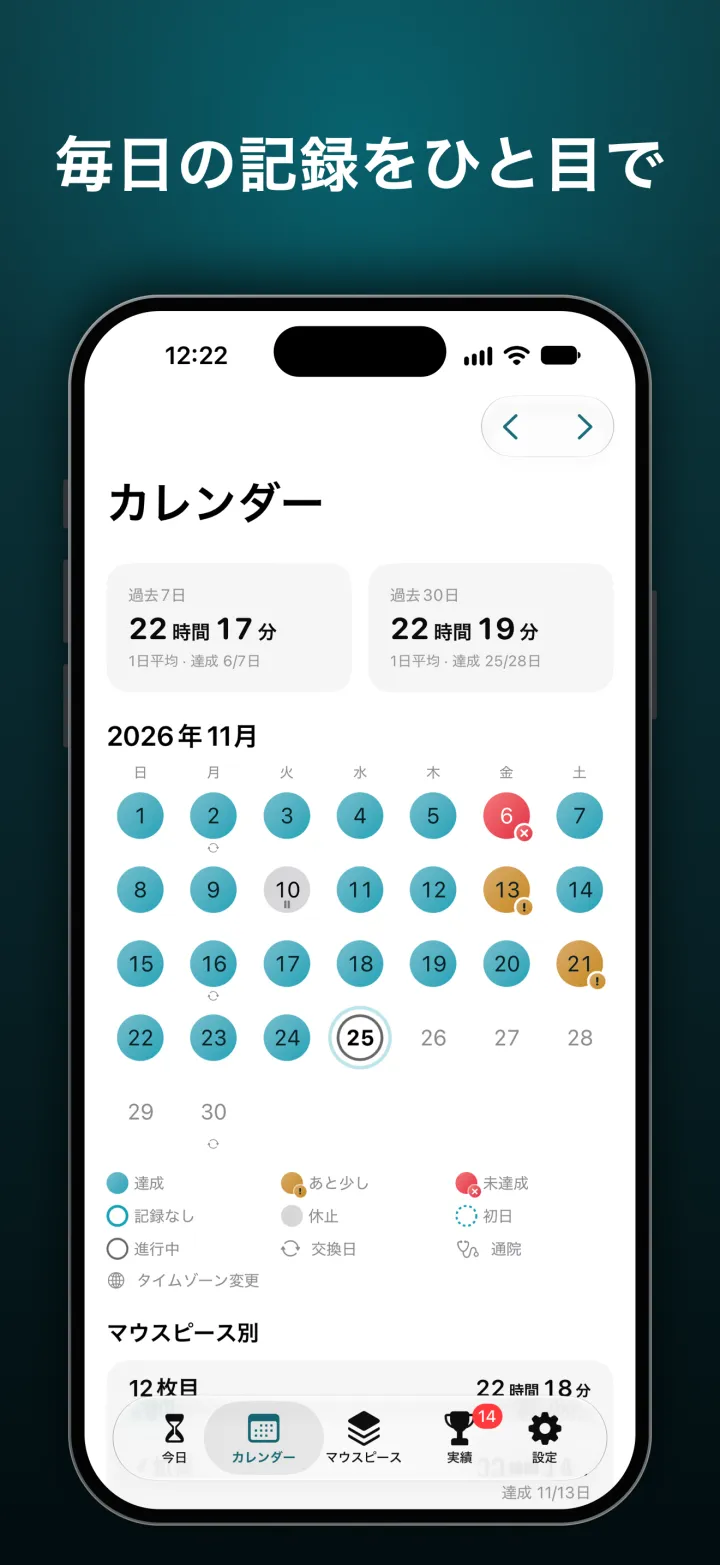 毎日の記録をひと目で
12:22
カレンダー
過去7日
22時間17分
1日平均 · 達成 6/7日
過去30日
22時間19分
1日平均 · 達成 25/28日
2026年11月
日 月 火 水 木 金 土
1 2 3 4 5 6 7
8 9 10 11 12 13 14
15 16 17 18 19 20 21
22 23 24 25 26 27 28
29 30
達成 あと少し 未達成
記録なし 休止 初日
進行中 交換日 通院
タイムゾーン変更
マウスピース別
12枚目 22時間18分
14
今日 カレンダー マウスピース 実績 設定
達成 11/13日